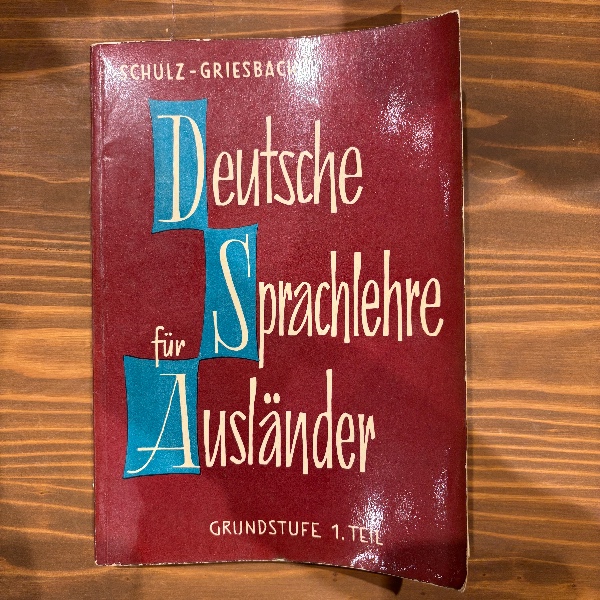 SCHULZ - GRIESBACH
Deutsche
Sprachlehre
für
Ausländer
GRUNDSTUFE 1. TEIL